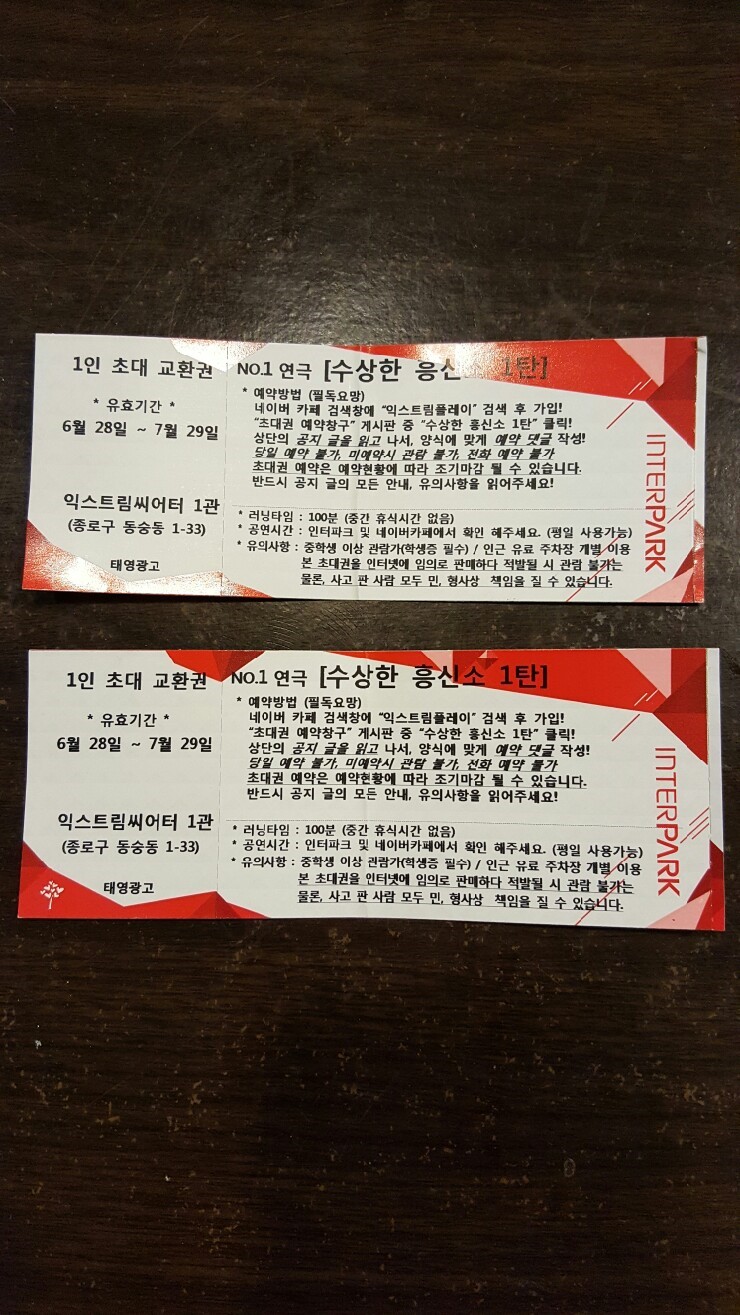 1인 초대 교환권
* 유효기간 *
6월 28일 ~ 7월 29일
익스트림씨어터 1관
(종로구 동숭동 1-33)
태영광고
NO.1 연극 [수상한 흥신소 1탄]
* 예약방법 (필독요망)
네이버 카페 검색창에 "익스트림플레이" 검색 후 가입!
"초대권 예약창구" 게시판 중 "수상한 흥신소 1탄" 클릭!
상단의 공지 글을 읽고 나서, 양식에 맞게 예약 댓글 작성!
당일 예약 불가, 미예약시 관람 불가, 전화 예약 불가
초대권 예약은 예약현황에 따라 조기마감 될 수 있습니다.
반드시 공지 글의 모든 안내, 유의사항을 읽어주세요!
* 러닝타임 : 100분 (중간 휴식시간 없음)
* 공연시간 : 인터파크 및 네이버카페에서 확인 해주세요. (평일 사용가능)
* 유의사항 : 중학생 이상 관람가(학생증 필수) / 인근 유료 주차장 개별 이용
본 초대권을 인터넷에 임의로 판매하다 적발될 시 관람 불가는
물론, 사고 판 사람 모두 민, 형사상 책임을 질 수 있습니다.
INTERPARK
1인 초대 교환권
* 유효기간 *
6월 28일 ~ 7월 29일
익스트림씨어터 1관
(종로구 동숭동 1-33)
태영광고
NO.1 연극 [수상한 흥신소 1탄]
* 예약방법 (필독요망)
네이버 카페 검색창에 "익스트림플레이" 검색 후 가입!
"초대권 예약창구" 게시판 중 "수상한 흥신소 1탄" 클릭!
상단의 공지 글을 읽고 나서, 양식에 맞게 예약 댓글 작성!
당일 예약 불가, 미예약시 관람 불가, 전화 예약 불가
초대권 예약은 예약현황에 따라 조기마감 될 수 있습니다.
반드시 공지 글의 모든 안내, 유의사항을 읽어주세요!
* 러닝타임 : 100분 (중간 휴식시간 없음)
* 공연시간 : 인터파크 및 네이버카페에서 확인 해주세요. (평일 사용가능)
* 유의사항 : 중학생 이상 관람가(학생증 필수) / 인근 유료 주차장 개별 이용
본 초대권을 인터넷에 임의로 판매하다 적발될 시 관람 불가는
물론, 사고 판 사람 모두 민, 형사상 책임을 질 수 있습니다.
INTERPARK